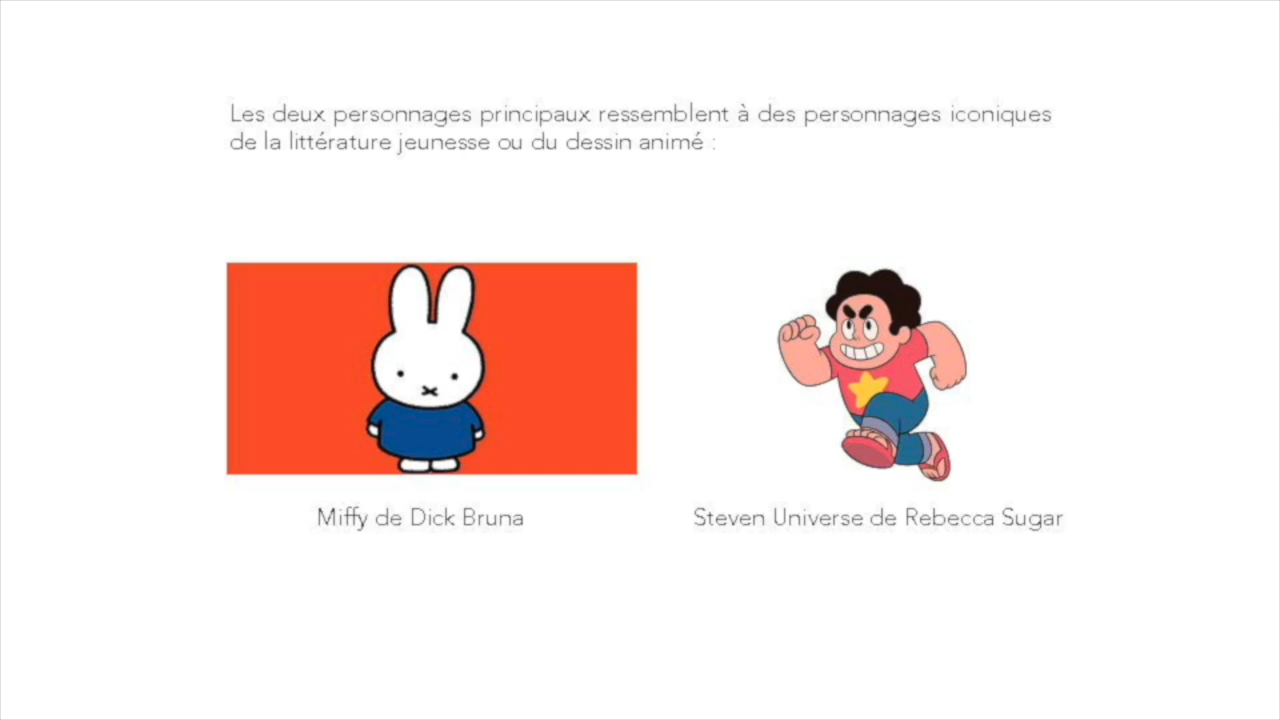 Les deux personnages principaux ressemblent à des personnages iconiques
de la littérature jeunesse ou du dessin animé :
Miffy de Dick Bruna
Steven Universe de Rebecca Sugar